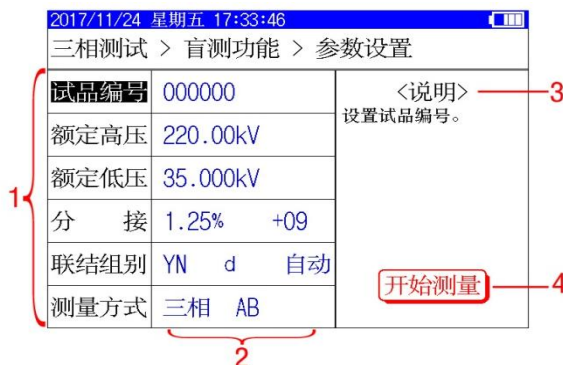 2017/11/24 星期五 17:33:46
三相测试 > 盲测功能 > 参数设置
试品编号 000000
额定高压 220.00kV
额定低压 35.000kV
分 接 1.25% +09
联结组别 YN d 自动
测量方式 三相 AB
<说明>
设置试品编号。
开始测量
1
2
3
4